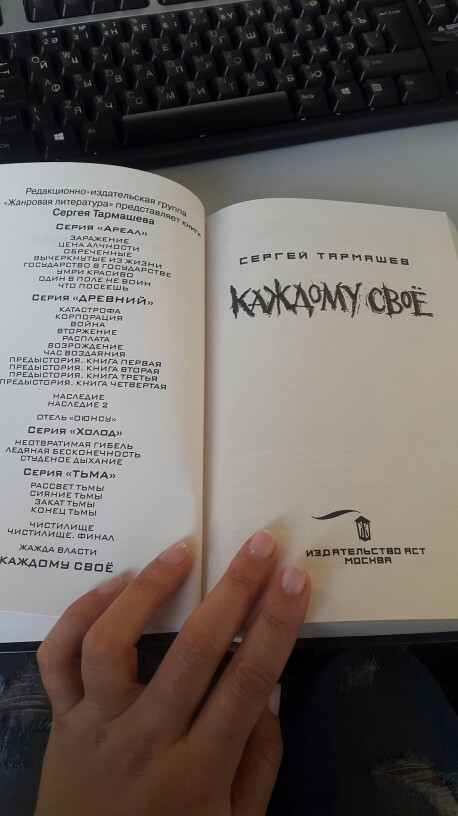 Редакционно-издательская группа
«Жанровая литература» представляет книги
Сергея Тармашева
Серия «АРЕАЛ»
ЗАРАЖЕНИЕ
ЦЕНА АЛЧНОСТИ
ОБРЕЧЕННЫЕ
ВЫЧЕРКНУТЫЕ ИЗ ЖИЗНИ
ГОСУДАРСТВО В ГОСУДАРСТВЕ
УМРИ КРАСИВО
ОДИН В ПОЛЕ НЕ ВОИН
ЧТО ПОСЕЕШЬ
Серия «ДРЕВНИЙ»
КАТАСТРОФА
КОРПОРАЦИЯ
ВОЙНА
ВТОРЖЕНИЕ
РАСПЛАТА
ВОЗРОЖДЕНИЕ
ЧАС ВОЗДАЯНИЯ
ПРЕДЫСТОРИЯ. КНИГА ПЕРВАЯ
ПРЕДЫСТОРИЯ. КНИГА ВТОРАЯ
ПРЕДЫСТОРИЯ. КНИГА ТРЕТЬЯ
ПРЕДЫСТОРИЯ. КНИГА ЧЕТВЕРТАЯ
НАСЛЕДИЕ
НАСЛЕДИЕ 2
ОТЕЛЬ «ОЮНСУ»
Серия «ХОЛОД»
НЕОТВРАТИМАЯ ГИБЕЛЬ
ЛЕДЯНАЯ БЕСКОНЕЧНОСТЬ
СТУДЕНОЕ ДЫХАНИЕ
Серия «ТЬМА»
РАССВЕТ ТЬМЫ
СИЯНИЕ ТЬМЫ
ЗАКАТ ТЬМЫ
КОНЕЦ ТЬМЫ
ЧИСТИЛИЩЕ
ЧИСТИЛИЩЕ. ФИНАЛ
ЖАЖДА ВЛАСТИ
КАЖДОМУ СВОЁ
СЕРГЕЙ ТАРМАШЕВ
КАЖДОМУ СВОЁ
ИЗДАТЕЛЬСТВО АСТ
МОСКВА